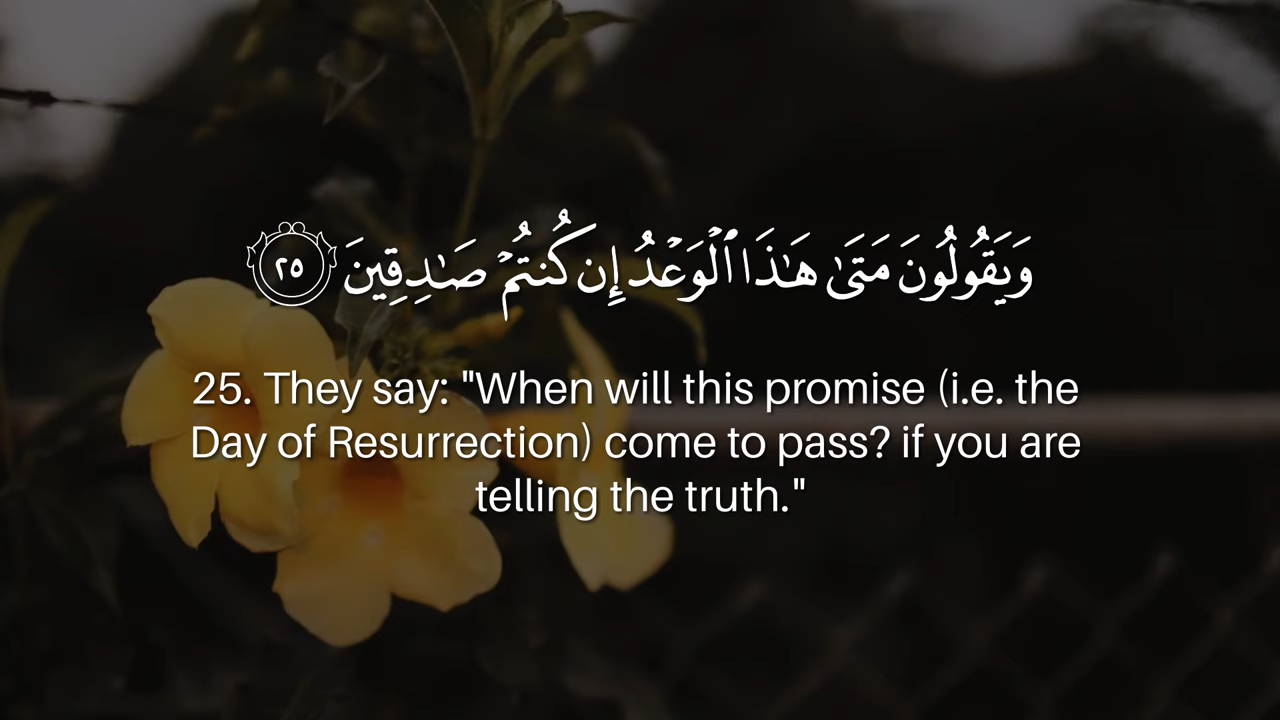 وَيَقُولُونَ مَتَىٰ هَـٰذَا ٱلْوَعْدُ إِن كُنتُمْ صَـٰدِقِينَ ٢٥
25. They say: "When will this promise (i.e. the
Day of Resurrection) come to pass? if you are
telling the truth."